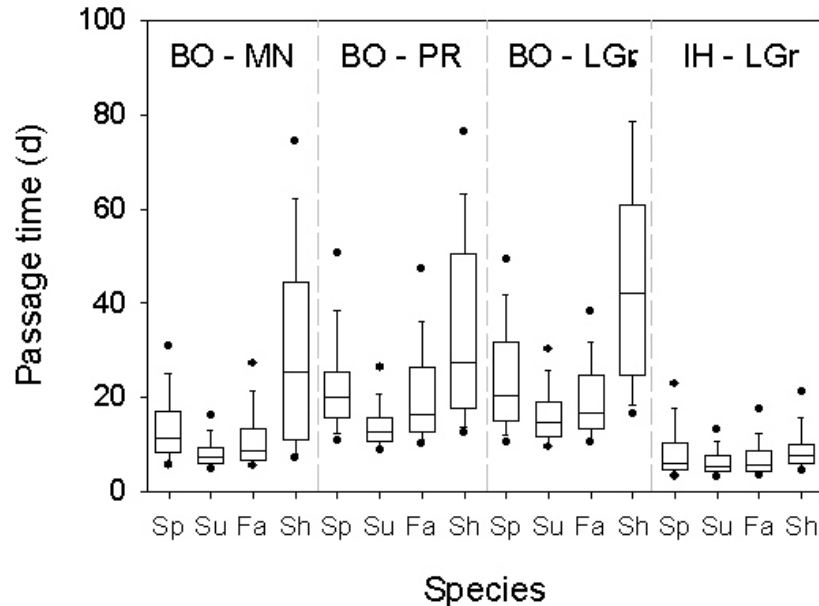 100
80
60
40
20
0
Passage time (d)
BO - MN
BO - PR
BO - LGr
IH - LGr
Sp Su Fa Sh Sp Su Fa Sh Sp Su Fa Sh Sp Su Fa Sh
Species